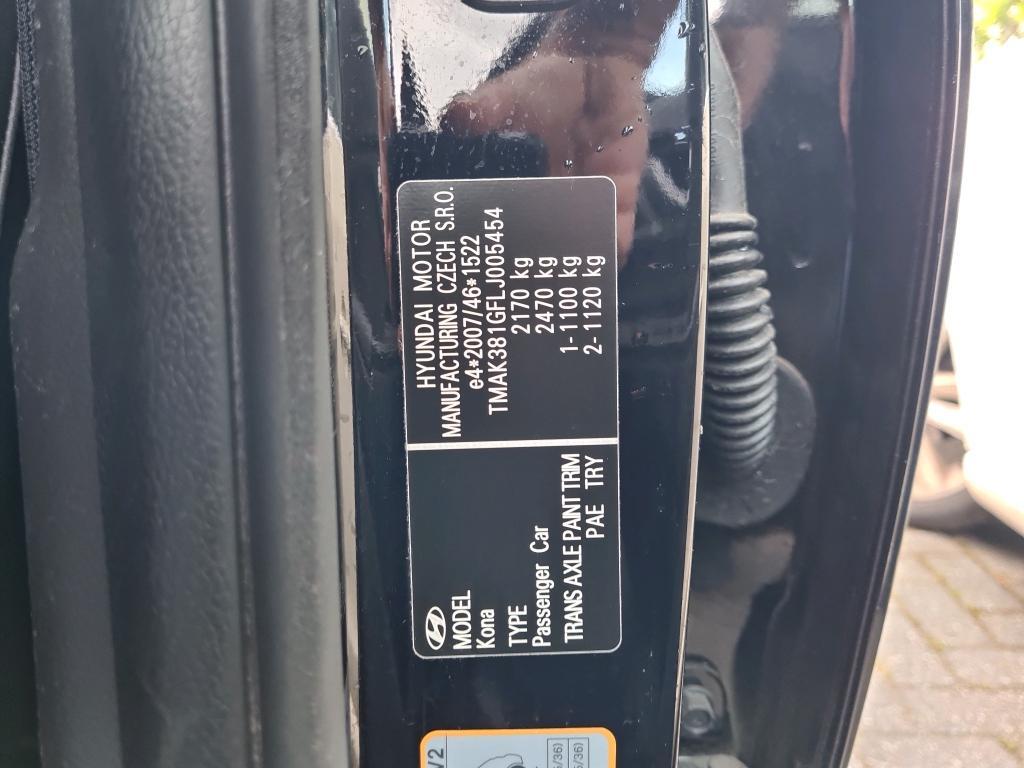 HYUNDAI MOTOR
MANUFACTURING CZECH S.R.O.
e4*2007/46*1522
TMAK381GFLJ005454
2170 kg
2470 kg
1- 1100 kg
2- 1120 kg
MODEL
Kona
TYPE
Passenger Car
TRANS AXLE PAINT TRIM
PAE TRY